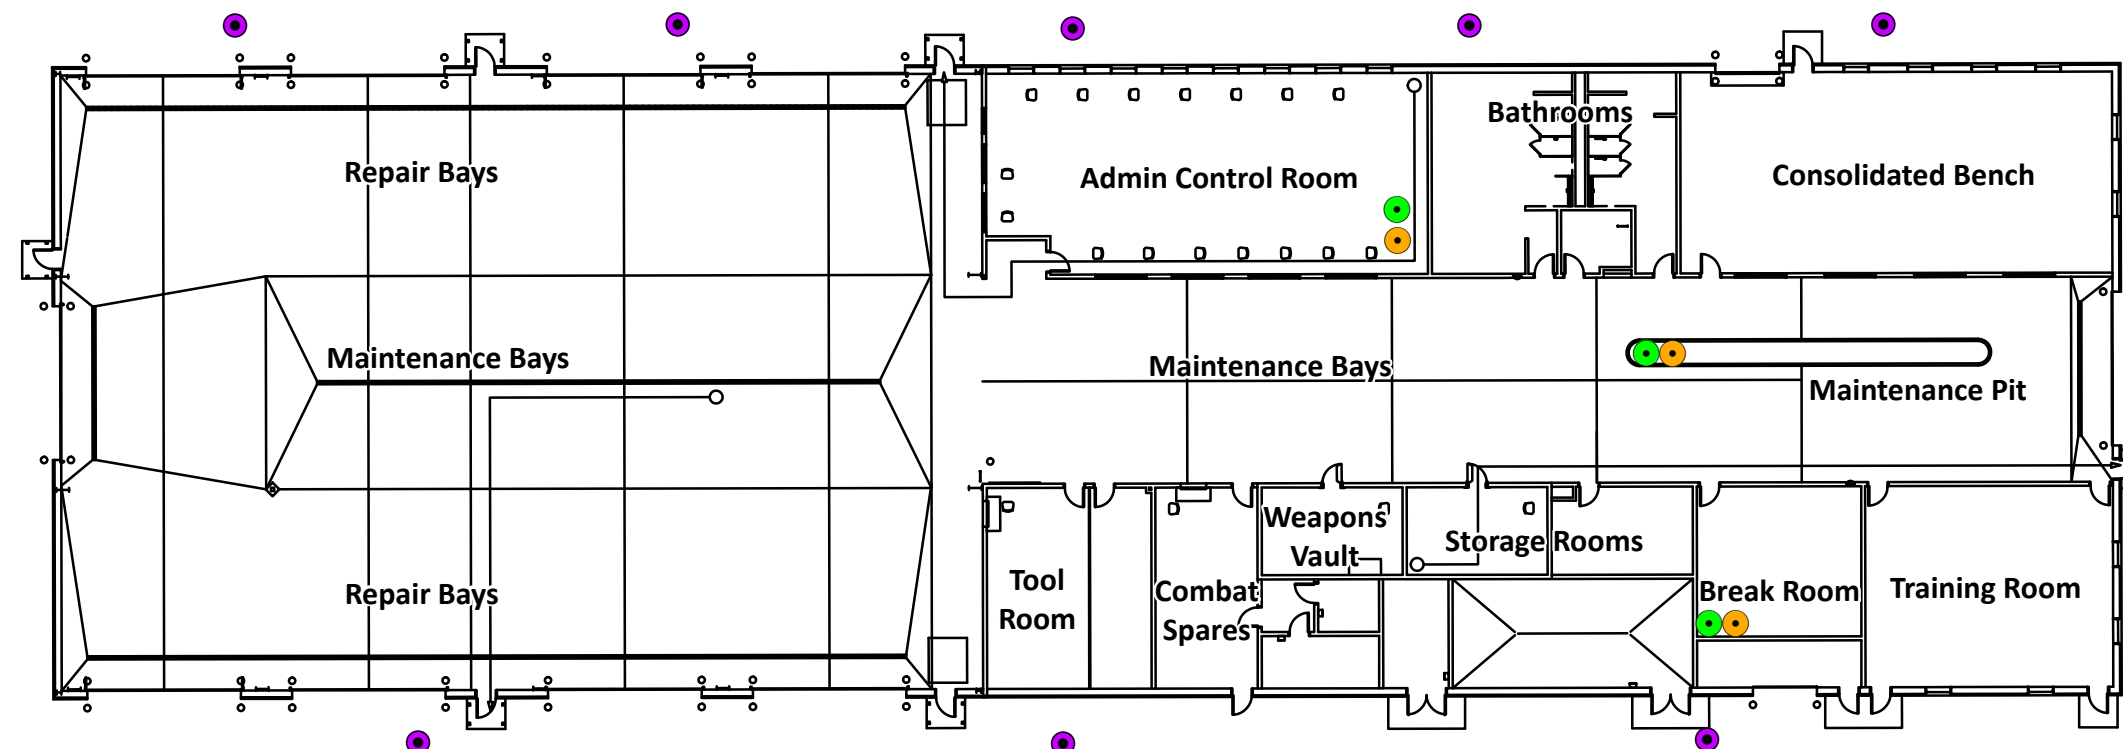 Repair Bays
Admin Control Room
Bathrooms
Consolidated Bench
Maintenance Bays
Maintenance Bays
Maintenance Pit
Repair Bays
Tool
Room
Combat
Spares
Weapons
Vault
Storage Rooms
Break Room
Training Room